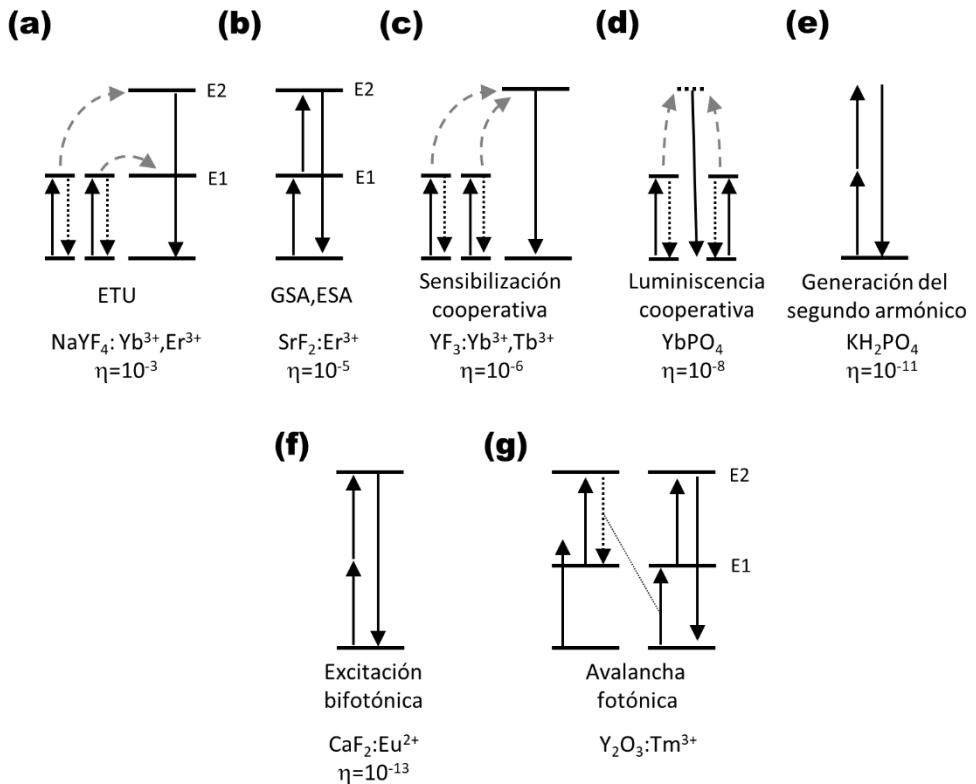 (a)
(b)
(c)
(d)
(e)
E2
E1
E2
E1
ETU
GSA,ESA
Sensibilización
cooperativa
Luminiscencia
cooperativa
Generación del
segundo armónico
NaYF₄: Yb³⁺,Er³⁺
η=10⁻³
SrF₂:Er³⁺
η=10⁻⁵
YF₃:Yb³⁺,Tb³⁺
η=10⁻⁶
YbPO₄
η=10⁻⁸
KH₂PO₄
η=10⁻¹¹
(f)
(g)
E2
E1
Excitación
bifotónica
Avalancha
fotónica
CaF₂:Eu²⁺
η=10⁻¹³
Y₂O₃:Tm³⁺